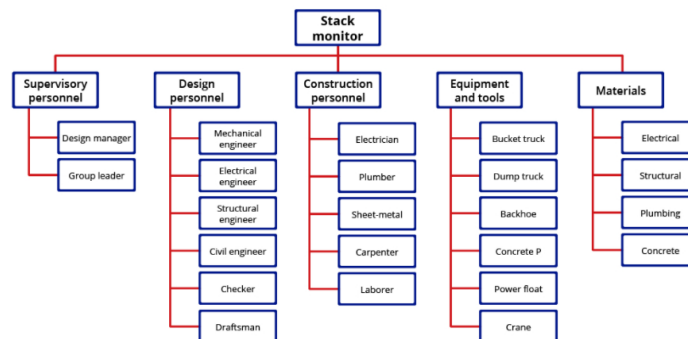 Stack
monitor
Supervisory
personnel
Design manager
Group leader
Design
personnel
Mechanical
engineer
Electrical
engineer
Structural
engineer
Civil engineer
Checker
Draftsman
Construction
personnel
Electrician
Plumber
Sheet-metal
Carpenter
Laborer
Equipment
and tools
Bucket truck
Dump truck
Backhoe
Concrete P
Power float
Crane
Materials
Electrical
Structural
Plumbing
Concrete